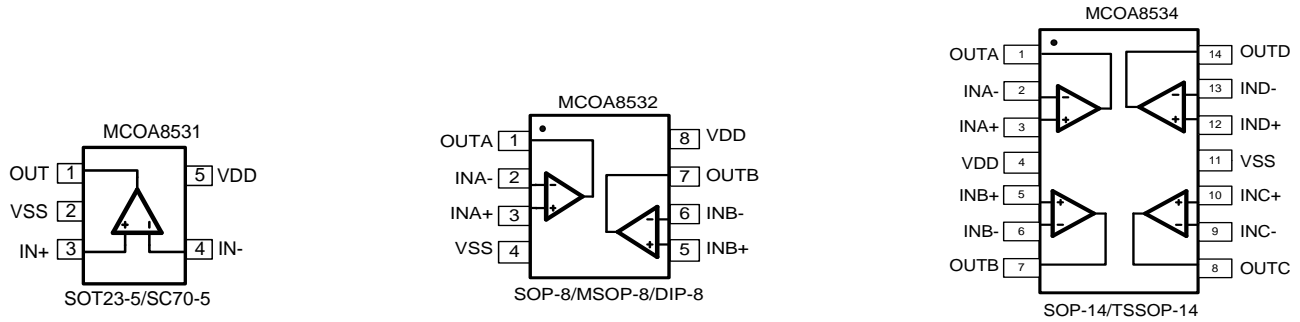 MCOA8531
OUT 1 5 VDD
VSS 2
IN+ 3 + - 4 IN-
SOT23-5/SC70-5
MCOA8532
OUTA 1 8 VDD
INA- 2 - 7 OUTB
INA+ 3 + - 6 INB-
VSS 4 + 5 INB+
SOP-8/MSOP-8/DIP-8
MCOA8534
OUTA 1 14 OUTD
INA- 2 - - 13 IND-
INA+ 3 + + 12 IND+
VDD 4 11 VSS
INB+ 5 + + 10 INC+
INB- 6 - - 9 INC-
OUTB 7 8 OUTC
SOP-14/TSSOP-14